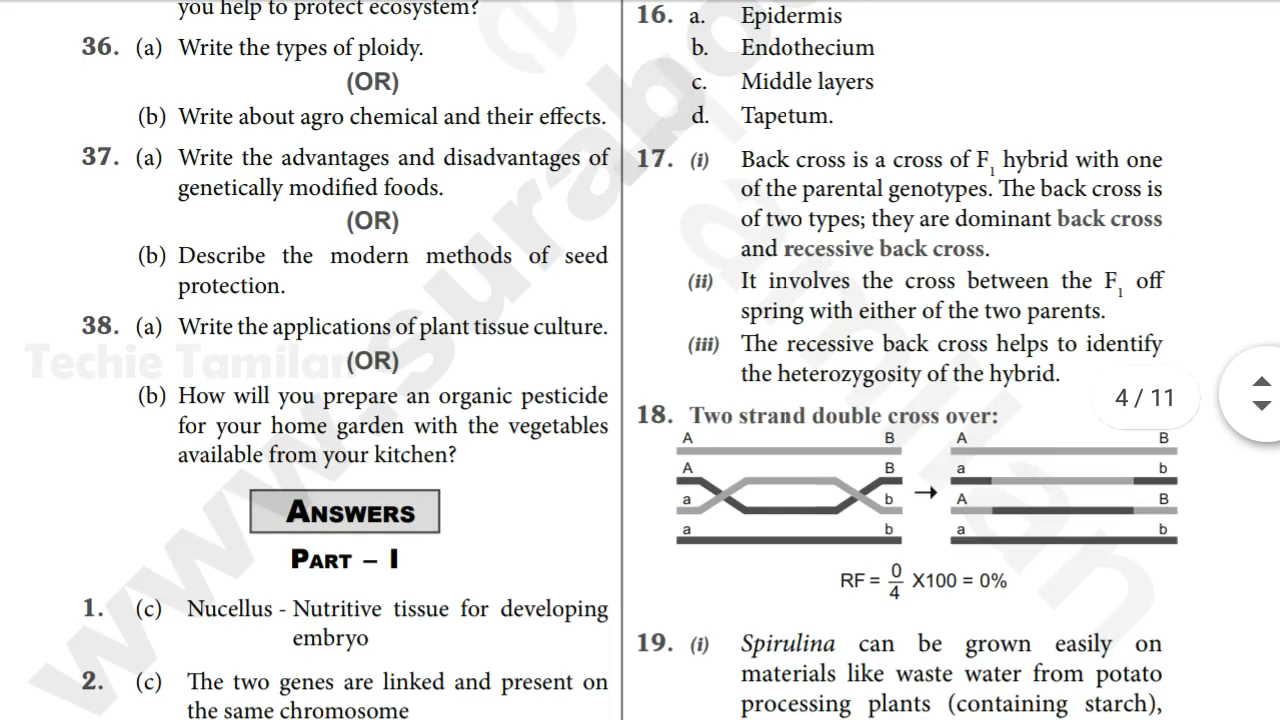 you help to protect ecosystem?
36. (a) Write the types of ploidy.
(OR)
(b) Write about agro chemical and their effects.
37. (a) Write the advantages and disadvantages of
genetically modified foods.
(OR)
(b) Describe the modern methods of seed
protection.
38. (a) Write the applications of plant tissue culture.
Techie Tamilan
(OR)
(b) How will you prepare an organic pesticide
for your home garden with the vegetables
available from your kitchen?
ANSWERS
PART – I
1. (c) Nucellus - Nutritive tissue for developing
embryo
2. (c) The two genes are linked and present on
the same chromosome
16. a. Epidermis
b. Endothecium
c. Middle layers
d. Tapetum.
17. (i) Back cross is a cross of F1 hybrid with one
of the parental genotypes. The back cross is
of two types; they are dominant back cross
and recessive back cross.
(ii) It involves the cross between the F1 off
spring with either of the two parents.
(iii) The recessive back cross helps to identify
the heterozygosity of the hybrid.
4 / 11
18. Two strand double cross over:
A B A B
A B a b
a b A B
a b a b
RF = 0/4 X100 = 0%
19. (i) Spirulina can be grown easily on
materials like waste water from potato
processing plants (containing starch),